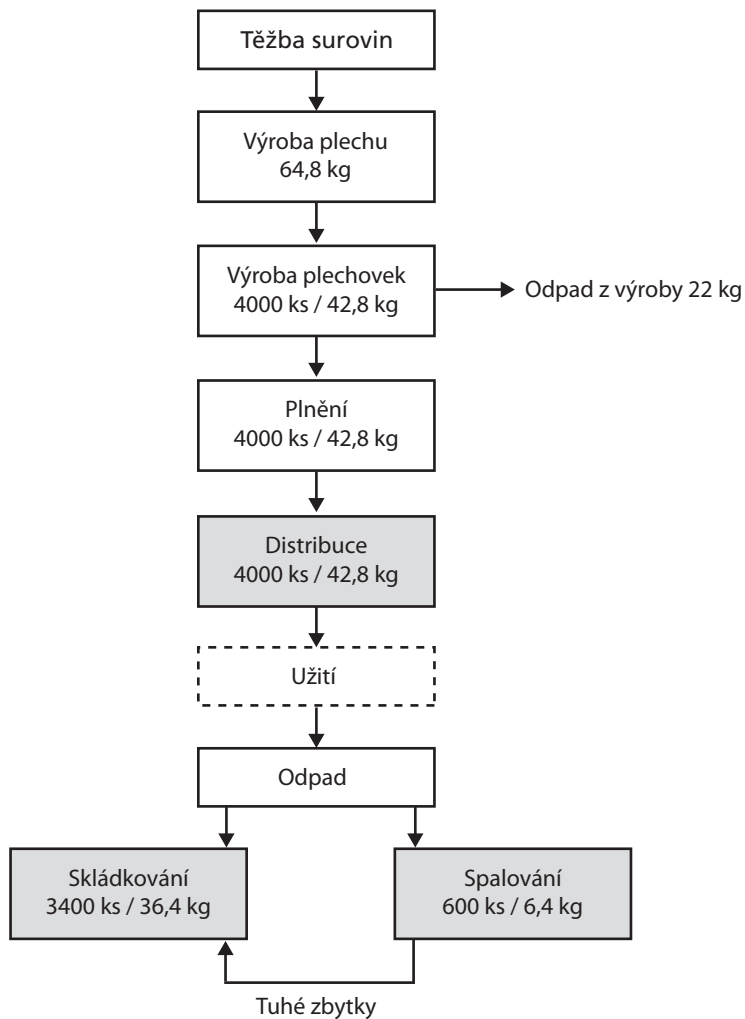 Těžba surovin
Výroba plechu
64,8 kg
Výroba plechovek
4000 ks / 42,8 kg
Odpad z výroby 22 kg
Plnění
4000 ks / 42,8 kg
Distribuce
4000 ks / 42,8 kg
Užití
Odpad
Skládkování
3400 ks / 36,4 kg
Spalování
600 ks / 6,4 kg
Tuhé zbytky